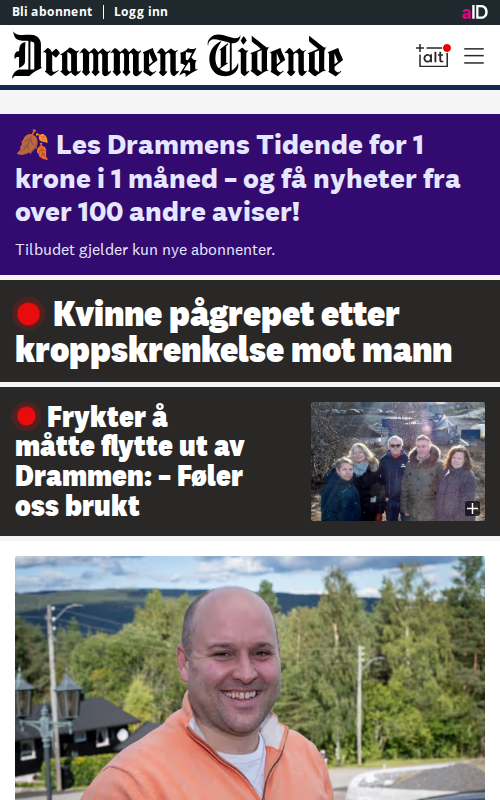 Bli abonnent | Logg inn
aID
Drammens Tidende
+alt
🍂 Les Drammens Tidende for 1
krone i 1 måned – og få nyheter fra
over 100 andre aviser!
Tilbudet gjelder kun nye abonnenter.
Kvinne pågrepet etter
kroppskrenkelse mot mann
Frykter å
måtte flytte ut av
Drammen: – Føler
oss brukt